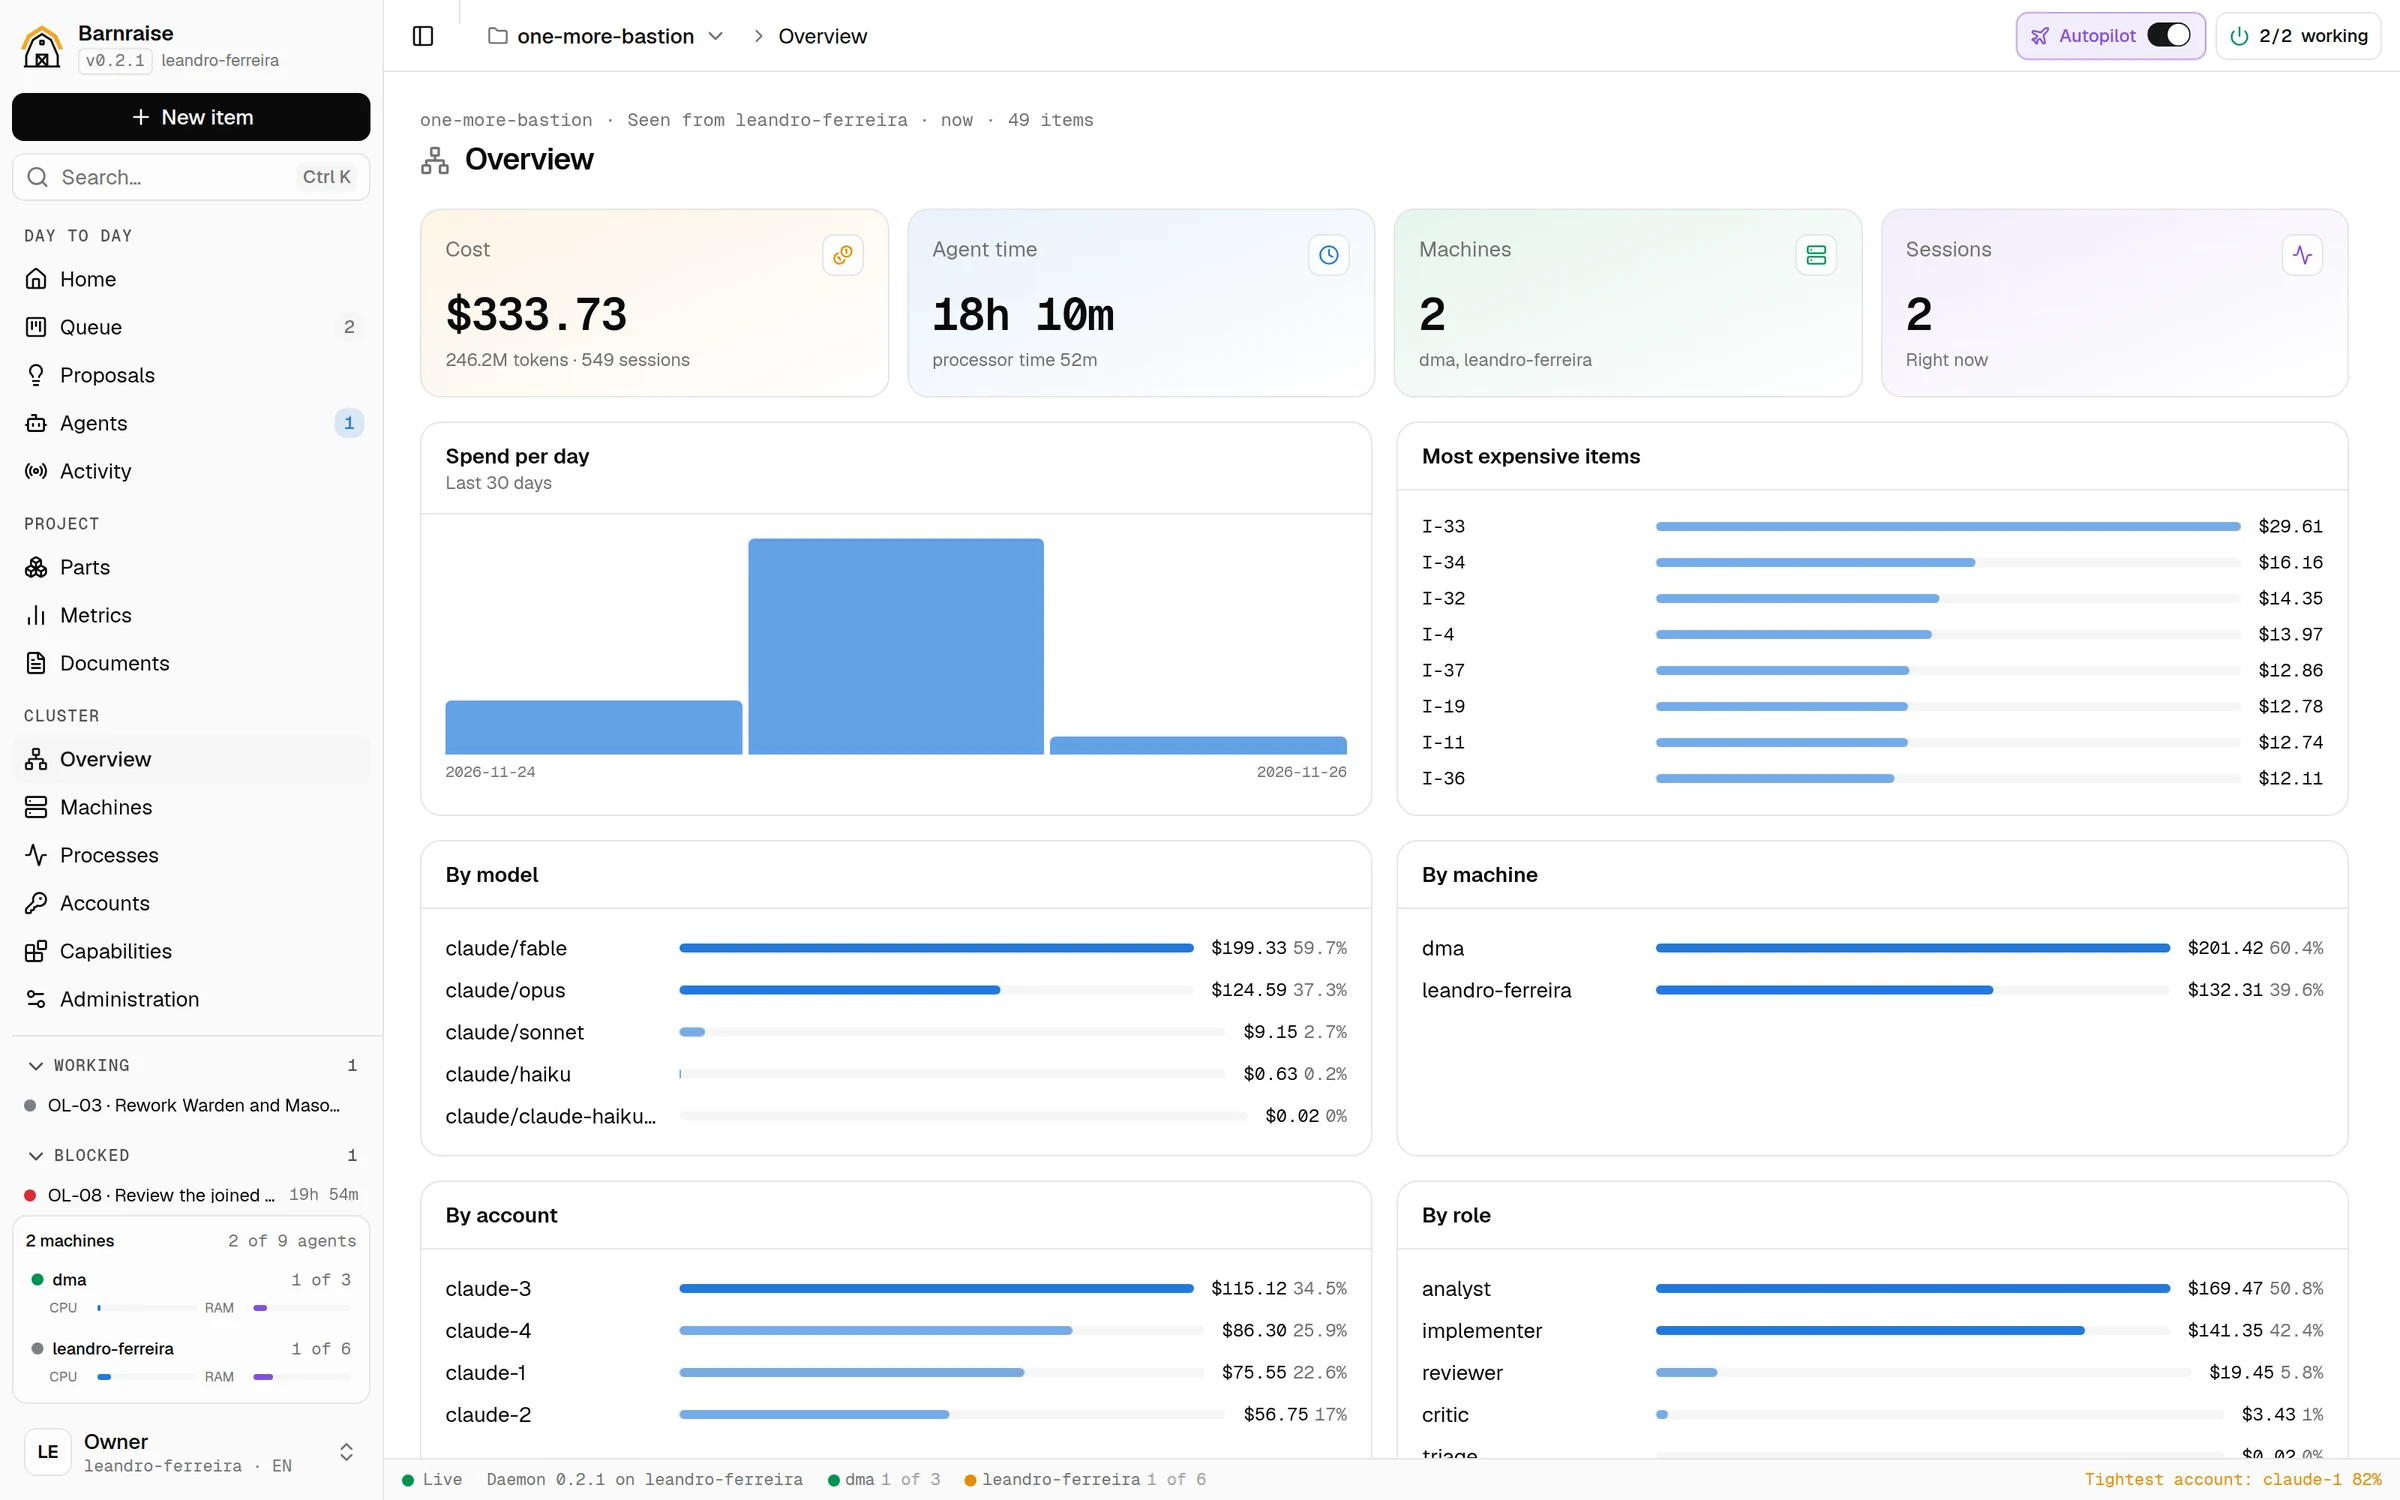 Barnraise
v0.2.1 leandro-ferreira
New item
Search... Ctrl K
DAY TO DAY
Home
Queue 2
Proposals
Agents 1
Activity
PROJECT
Parts
Metrics
Documents
CLUSTER
Overview
Machines
Processes
Accounts
Capabilities
Administration
WORKING 1
OL-03 · Rework Warden and Maso...
BLOCKED 1
OL-08 · Review the joined ... 19h 54m
2 machines 2 of 9 agents
dma 1 of 3
CPU RAM
leandro-ferreira 1 of 6
CPU RAM
LE Owner
leandro-ferreira · EN
one-more-bastion Overview
Autopilot 2/2 working
one-more-bastion · Seen from leandro-ferreira · now · 49 items
Overview
Cost
$333.73
246.2M tokens · 549 sessions
Agent time
18h 10m
processor time 52m
Machines
2
dma, leandro-ferreira
Sessions
2
Right now
Spend per day
Last 30 days
2026-11-24 2026-11-26
Most expensive items
I-33 $29.61
I-34 $16.16
I-32 $14.35
I-4 $13.97
I-37 $12.86
I-19 $12.78
I-11 $12.74
I-36 $12.11
By model
claude/fable $199.33 59.7%
claude/opus $124.59 37.3%
claude/sonnet $9.15 2.7%
claude/haiku $0.63 0.2%
claude/claude-haiku... $0.02 0%
By machine
dma $201.42 60.4%
leandro-ferreira $132.31 39.6%
By account
claude-3 $115.12 34.5%
claude-4 $86.30 25.9%
claude-1 $75.55 22.6%
claude-2 $56.75 17%
By role
analyst $169.47 50.8%
implementer $141.35 42.4%
reviewer $19.45 5.8%
critic $3.43 1%
triage $0.02 0%
Live Daemon 0.2.1 on leandro-ferreira dma 1 of 3 leandro-ferreira 1 of 6 Tightest account: claude-1 82%